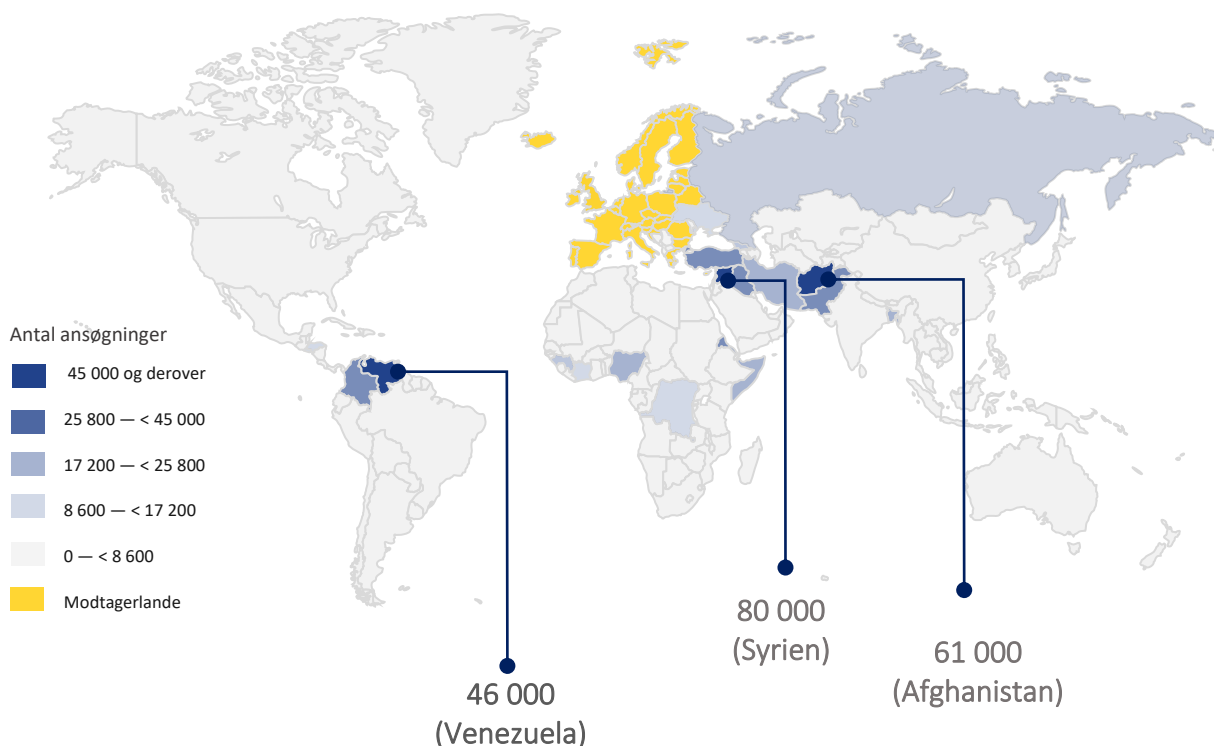 Antal ansøgninger
45 000 og derover
25 800 — < 45 000
17 200 — < 25 800
8 600 — < 17 200
0 — < 8 600
Modtagerlande
46 000
(Venezuela)
80 000
(Syrien)
61 000
(Afghanistan)